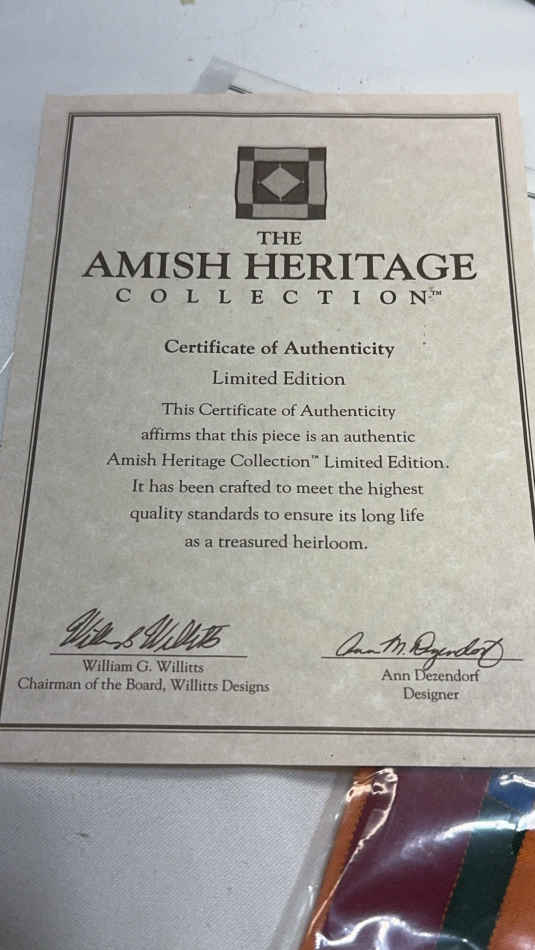 THE
AMISH HERITAGE
COLLECTION™
Certificate of Authenticity
Limited Edition
This Certificate of Authenticity
affirms that this piece is an authentic
Amish Heritage Collection™ Limited Edition.
It has been crafted to meet the highest
quality standards to ensure its long life
as a treasured heirloom.
William G. Willitts
Chairman of the Board, Willitts Designs
Ann M. Dezendorf
Ann Dezendorf
Designer